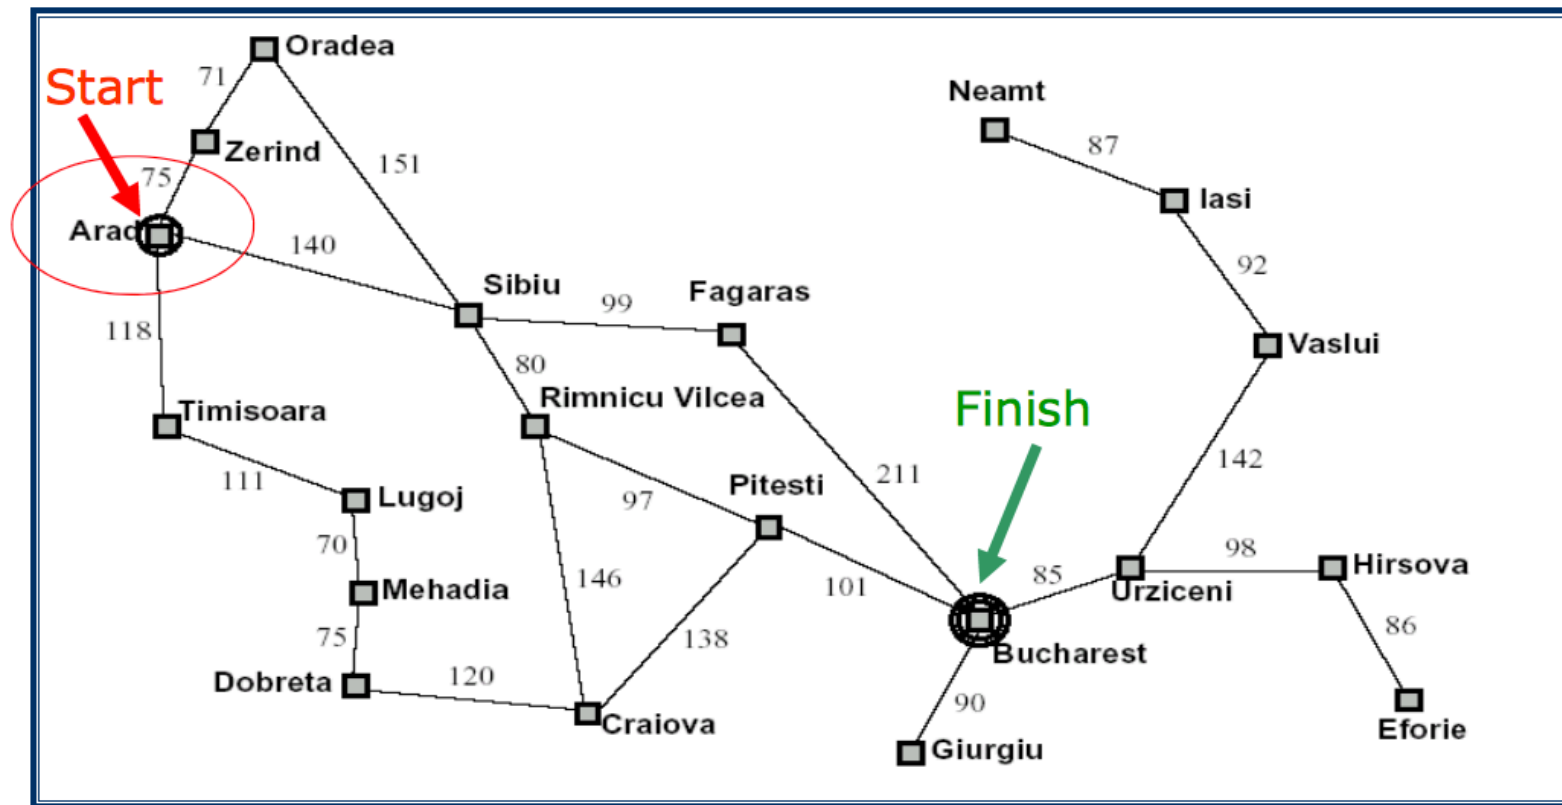 Oradea
71
Start
Neamt
87
Zerind
151
75
Iasi
Arad
140
92
Sibiu
Fagaras
99
118
Vaslui
80
Rimnicu Vilcea
Timisoara
Finish
142
211
111
Pitesti
Lugoj
97
70
98
Hirsova
146
101
85
Mehadia
Urziceni
86
75
138
Bucharest
Dobreta
120
90
Craiova
Eforie
Giurgiu